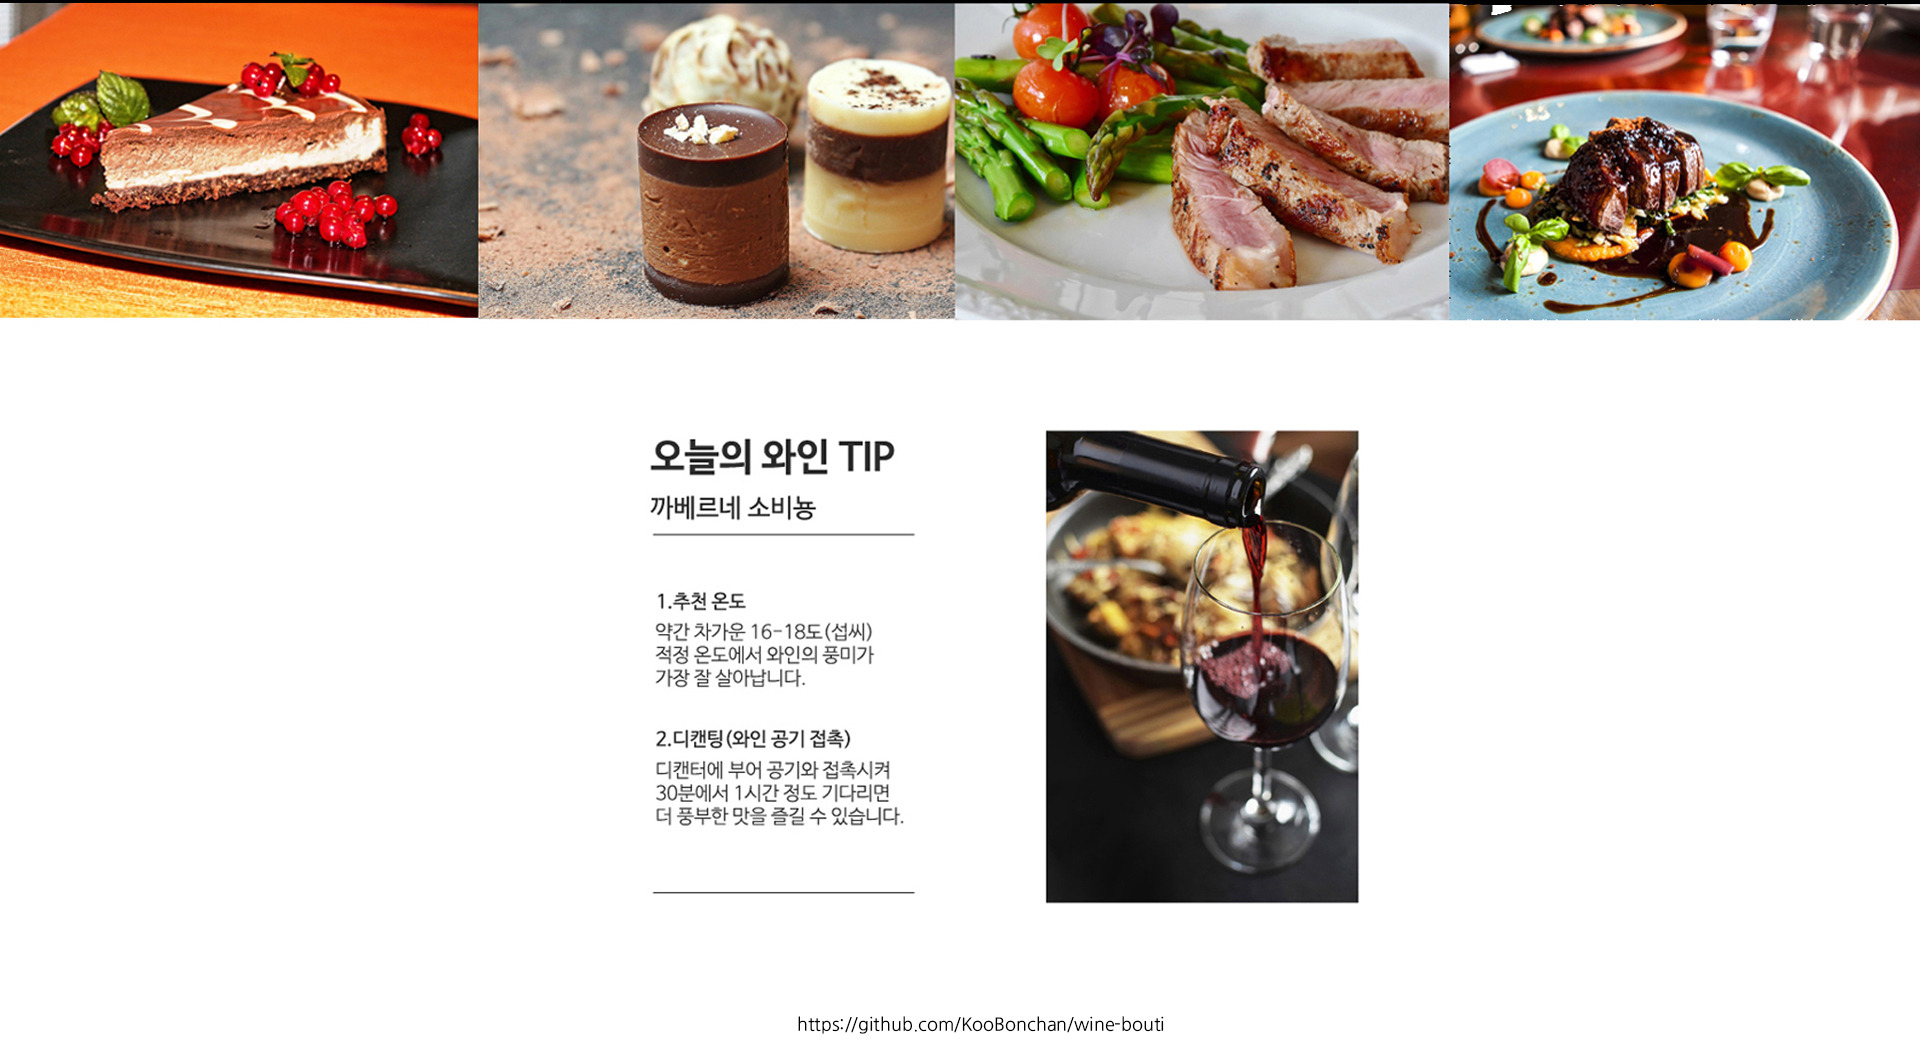 오늘의 와인 TIP
까베르네 소비뇽
1.추천 온도
약간 차가운 16-18도(섭씨)
적정 온도에서 와인의 풍미가
가장 잘 살아납니다.
2.디캔팅(와인 공기 접촉)
디캔터에 부어 공기와 접촉시켜
30분에서 1시간 정도 기다리면
더 풍부한 맛을 즐길 수 있습니다.
https://github.com/KooBonchan/wine-bouti